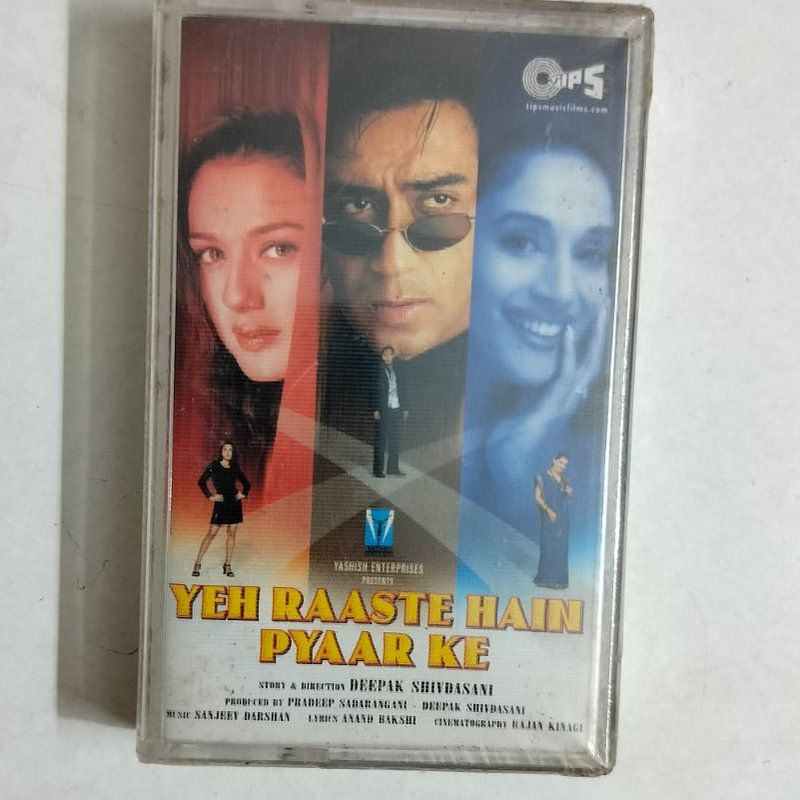 TIPS
tipsmusicfilms.com
YASHISH ENTERPRISES
PRESENTS
YEH RAASTE HAIN
PYAAR KE
STORY & DIRECTION DEEPAK SHIVDASANI
PRODUCED BY PRADEEP SADARANGANI - DEEPAK SHIVDASANI
MUSIC SANJEEV DARSHAN LYRICS ANAND BAKSHI CINEMATOGRAPHY RAJAN KINAGI